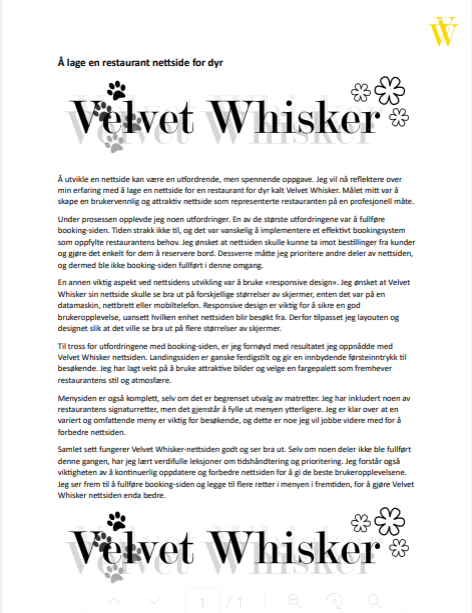 W
Å lage en restaurant nettside for dyr
Velvet Whisker
Å utvikle en nettside kan være en utfordrende, men spennende oppgave. Jeg vil nå reflektere over
min erfaring med å lage en nettside for en restaurant for dyr kalt Velvet Whisker. Målet mitt var å
skape en brukervennlig og attraktiv nettside som representerte restauranten på en profesjonell måte.
Under prosessen opplevde jeg noen utfordringer. En av de største utfordringene var å fullføre
booking-siden. Tiden strakk ikke til, og det var vanskelig å implementere et effektivt bookingsystem
som oppfylte restaurantens behov. Jeg ønsket at nettsiden skulle kunne ta imot bestillinger fra kunder
og gjøre det enkelt for dem å reservere bord. Dessverre måtte jeg prioritere andre deler av nettsiden,
og dermed ble ikke booking-siden fullført i denne omgang.
En annen viktig aspekt ved nettsidens utvikling var å bruke «responsive design». Jeg ønsket at Velvet
Whisker sin nettside skulle se bra ut på forskjellige størrelser av skjermer, enten det var på en
datamaskin, nettbrett eller mobiltelefon. Responsive design er viktig for å sikre en god
brukeropplevelse, uansett hvilken enhet nettsiden blir besøkt fra. Derfor tilpasset jeg layouten og
designet slik at det ville se bra ut på flere størrelser av skjermer.
Til tross for utfordringene med booking-siden, er jeg fornøyd med resultatet jeg oppnådde med
Velvet Whisker nettsiden. Landingssiden er ganske ferdigstilt og gir en innbydende førsteinntrykk til
besøkende. Jeg har lagt vekt på å bruke attraktive bilder og velge en fargepalett som fremhever
restaurantens stil og atmosfære.
Menysiden er også komplett, selv om det er begrenset utvalg av matretter. Jeg har inkludert noen av
restaurantens signaturretter, men det gjenstår å fylle ut menyen ytterligere. Jeg er klar over at en
variert og omfattende meny er viktig for besøkende, og dette er noe jeg vil jobbe videre med for å
forbedre nettsiden.
Samlet sett fungerer Velvet Whisker-nettsiden godt og ser bra ut. Selv om noen deler ikke ble fullført
denne gangen, har jeg lært verdifulle leksjoner om tidshåndtering og prioritering. Jeg forstår også
viktigheten av å kontinuerlig oppdatere og forbedre nettsiden for å gi de beste brukeropplevelsene.
Jeg ser frem til å fullføre booking-siden og legge til flere retter i menyen i fremtiden, for å gjøre Velvet
Whisker nettsiden enda bedre.
Velvet Whisker
1 / 1